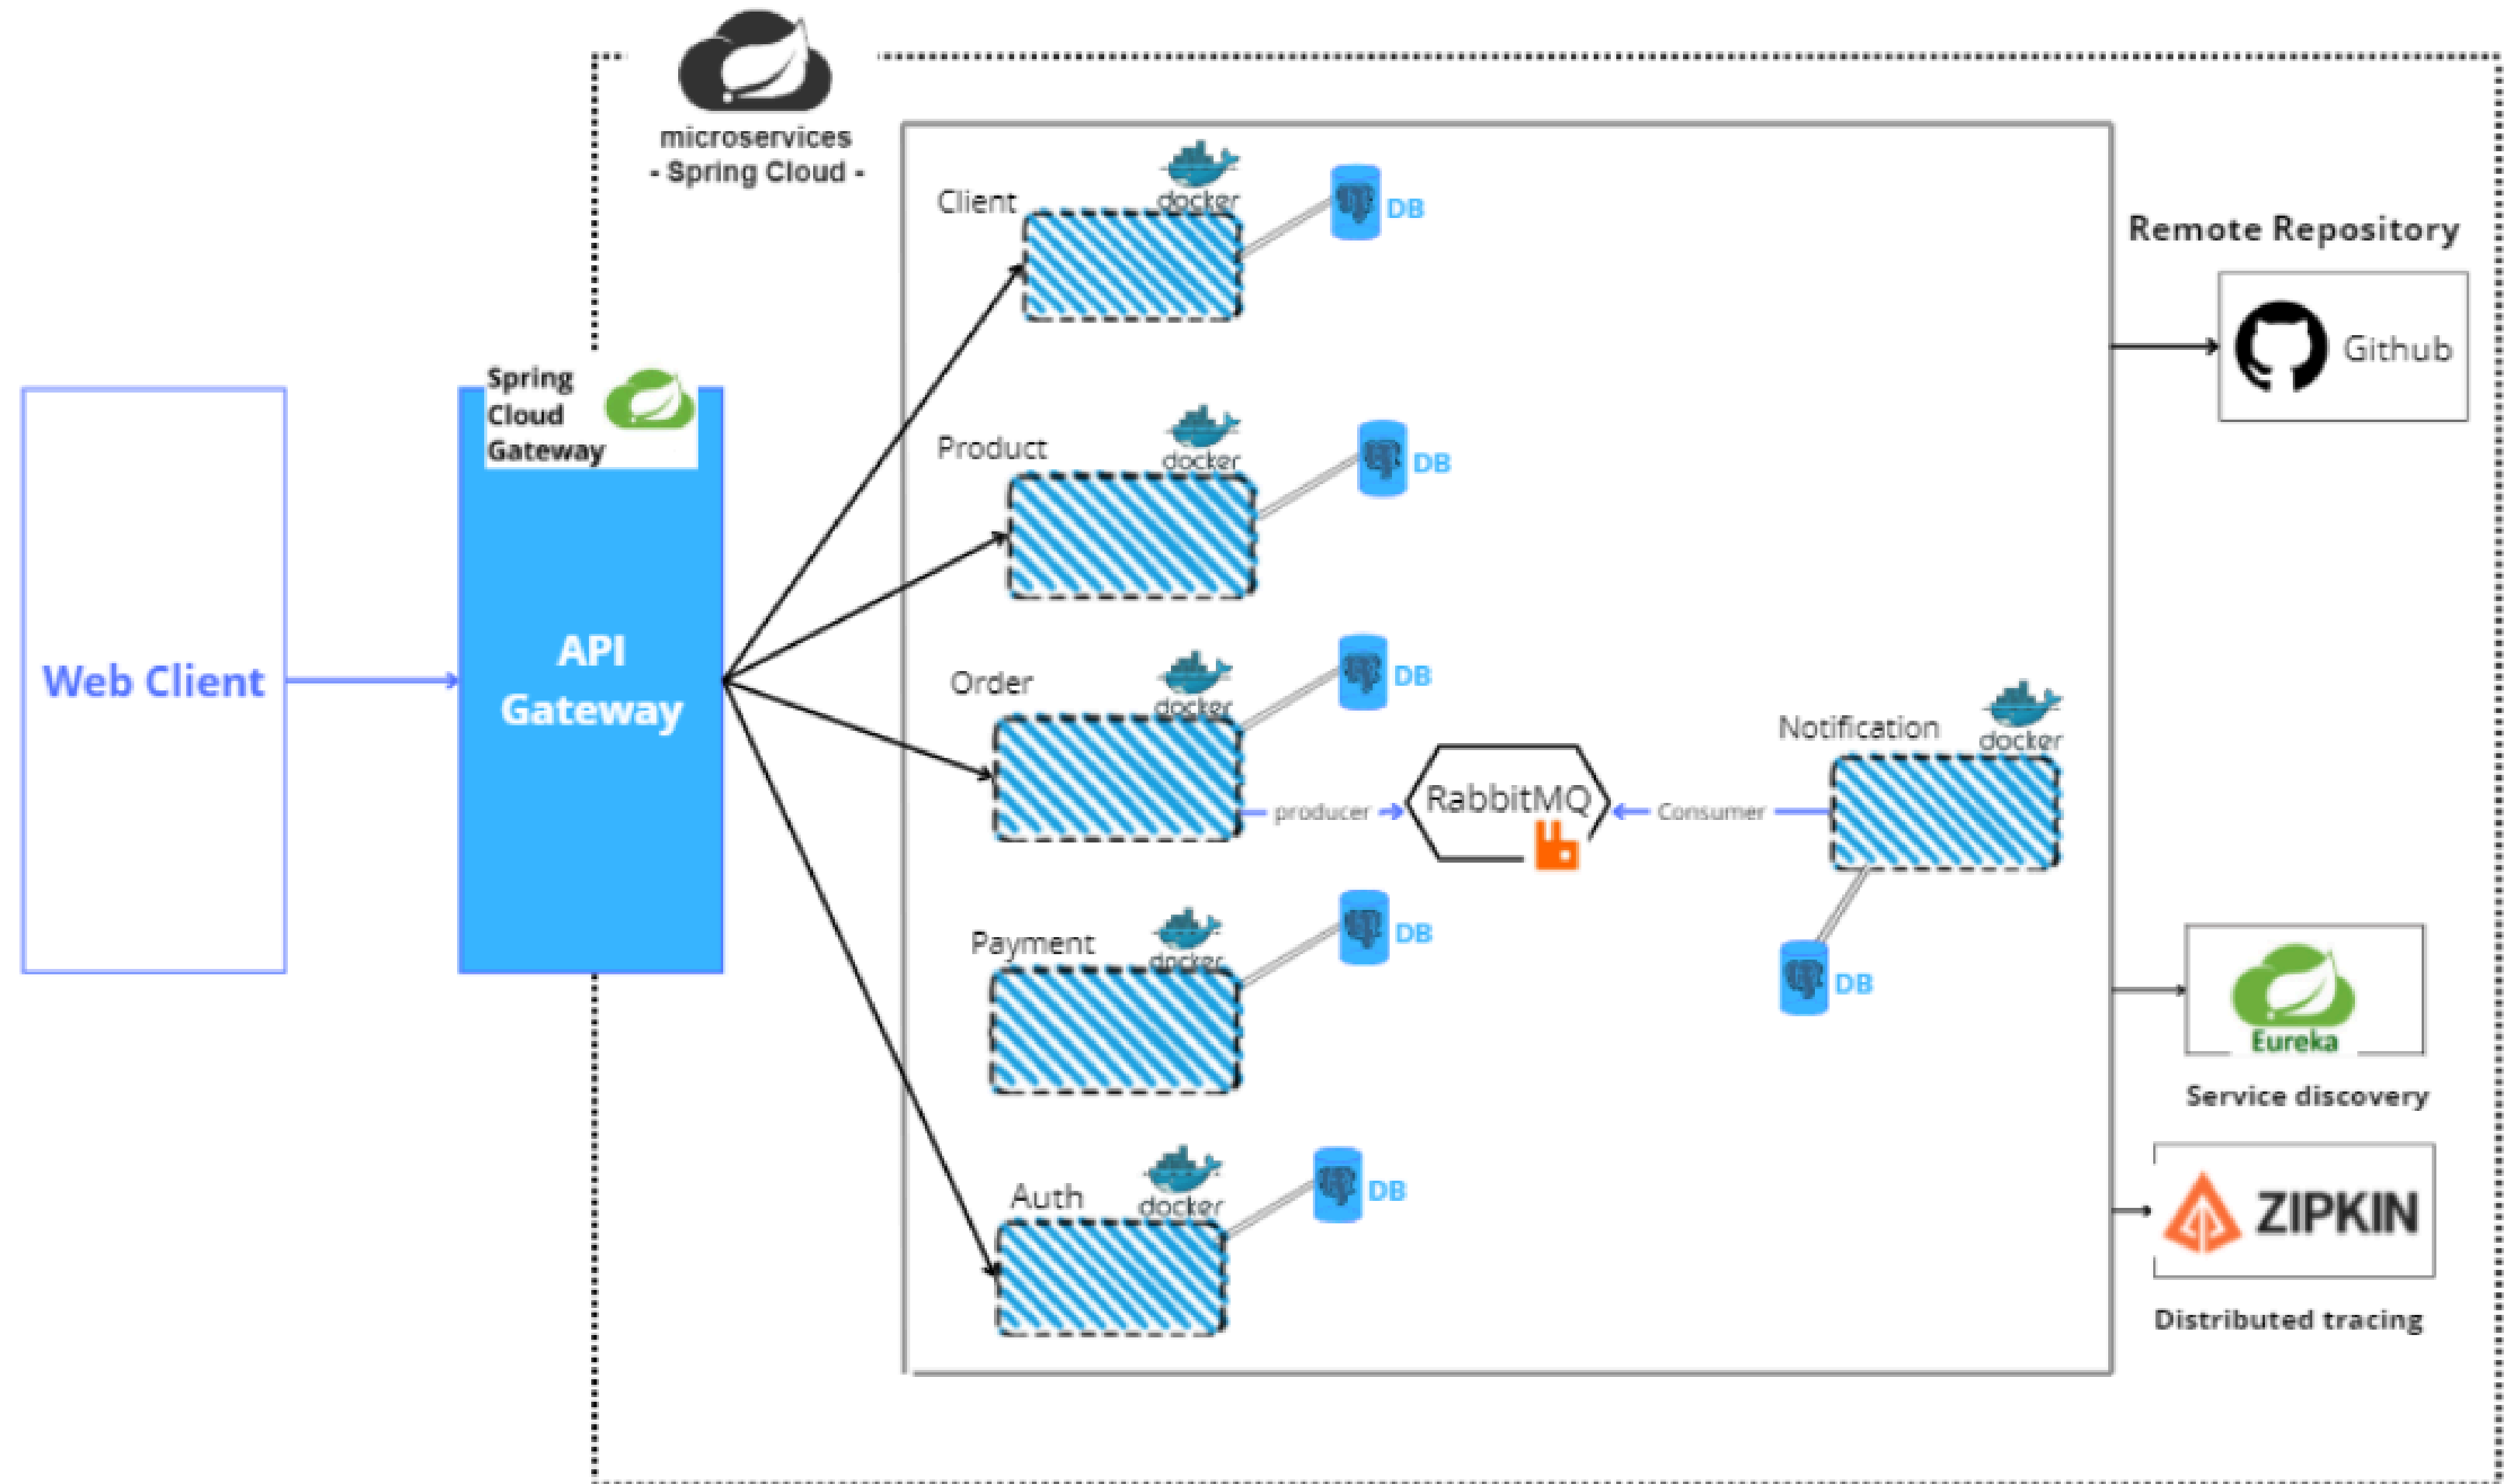 microservices
- Spring Cloud -
Web Client
Spring
Cloud
Gateway
API
Gateway
Client
docker
DB
Product
docker
DB
Order
docker
DB
producer
RabbitMQ
Consumer
Notification
docker
DB
Payment
docker
DB
Auth
docker
DB
Remote Repository
Github
Eureka
Service discovery
ZIPKIN
Distributed tracing